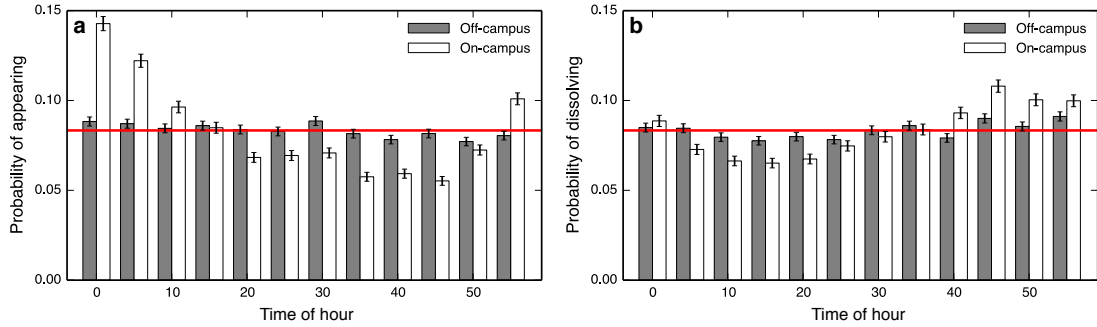 a
Off-campus
On-campus
Probability of appearing
0.15
0.10
0.05
0.00
0
10
20
30
40
50
Time of hour
b
Off-campus
On-campus
Probability of dissolving
0.15
0.10
0.05
0.00
0
10
20
30
40
50
Time of hour